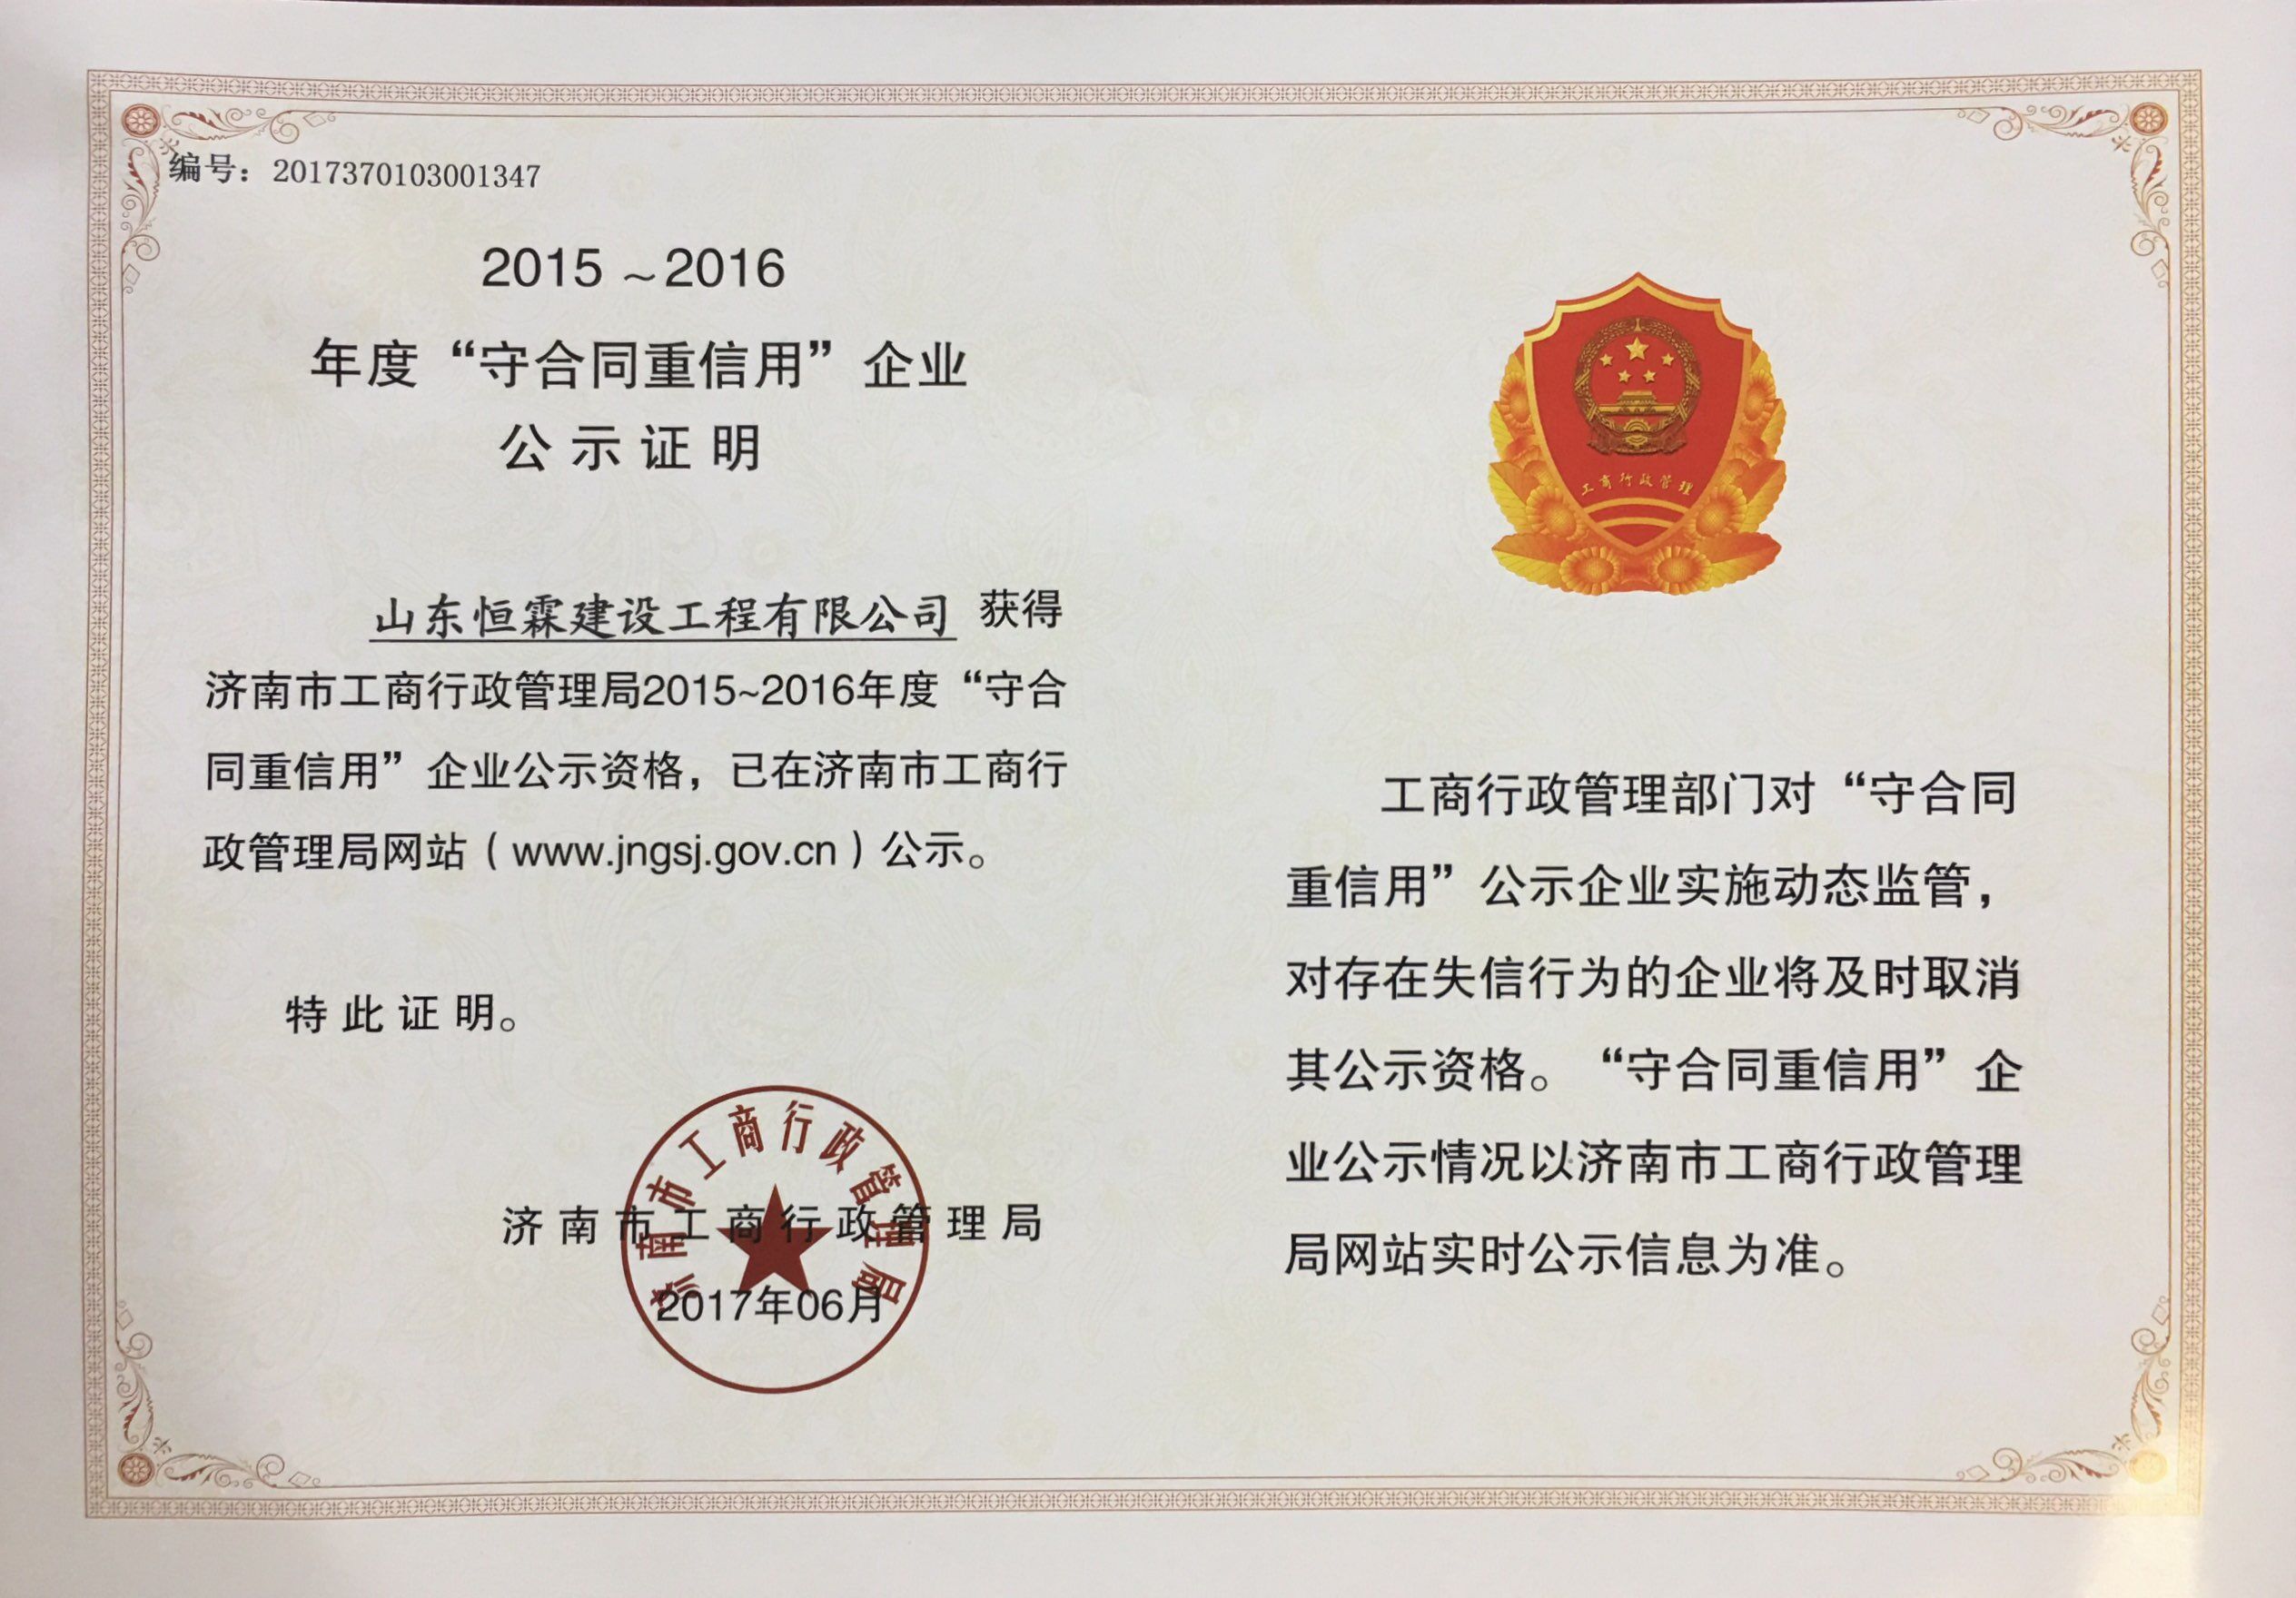 编号：2017370103001347
2015～2016
年度“守合同重信用”企业
公示证明
山东恒霖建设工程有限公司 获得
济南市工商行政管理局2015~2016年度“守合
同重信用”企业公示资格，已在济南市工商行
政管理局网站（www.jngsj.gov.cn）公示。
特此证明。
济南市工商行政管理局
2017年06月
济南市工商行政管理局
工商行政管理
工商行政管理部门对“守合同
重信用”公示企业实施动态监管，
对存在失信行为的企业将及时取消
其公示资格。“守合同重信用”企
业公示情况以济南市工商行政管理
局网站实时公示信息为准。